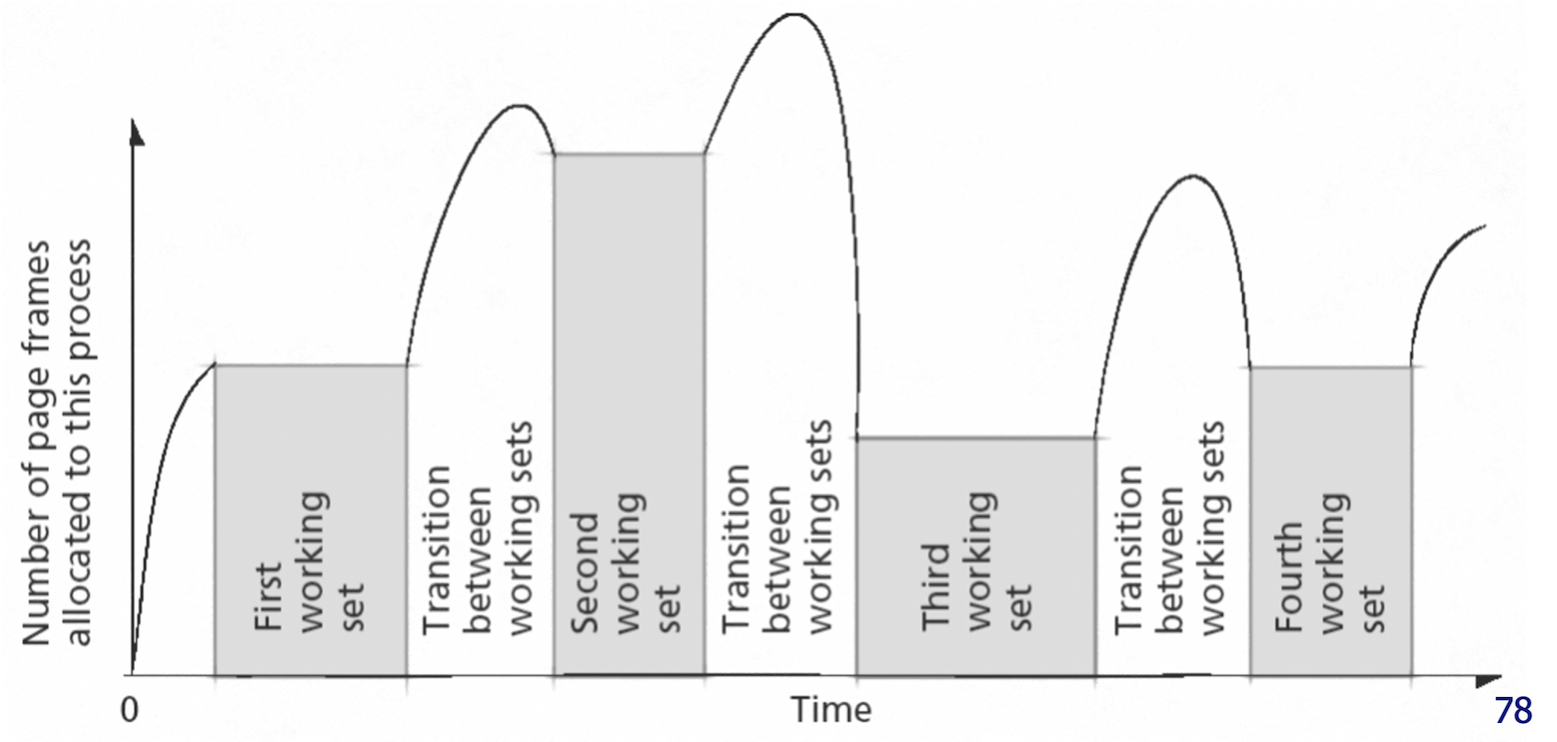 Number of page frames
allocated to this process
First
working
set
Transition
between
working sets
Second
working
set
Transition
between
working sets
Third
working
set
Transition
between
working sets
Fourth
working
set
0
Time
78